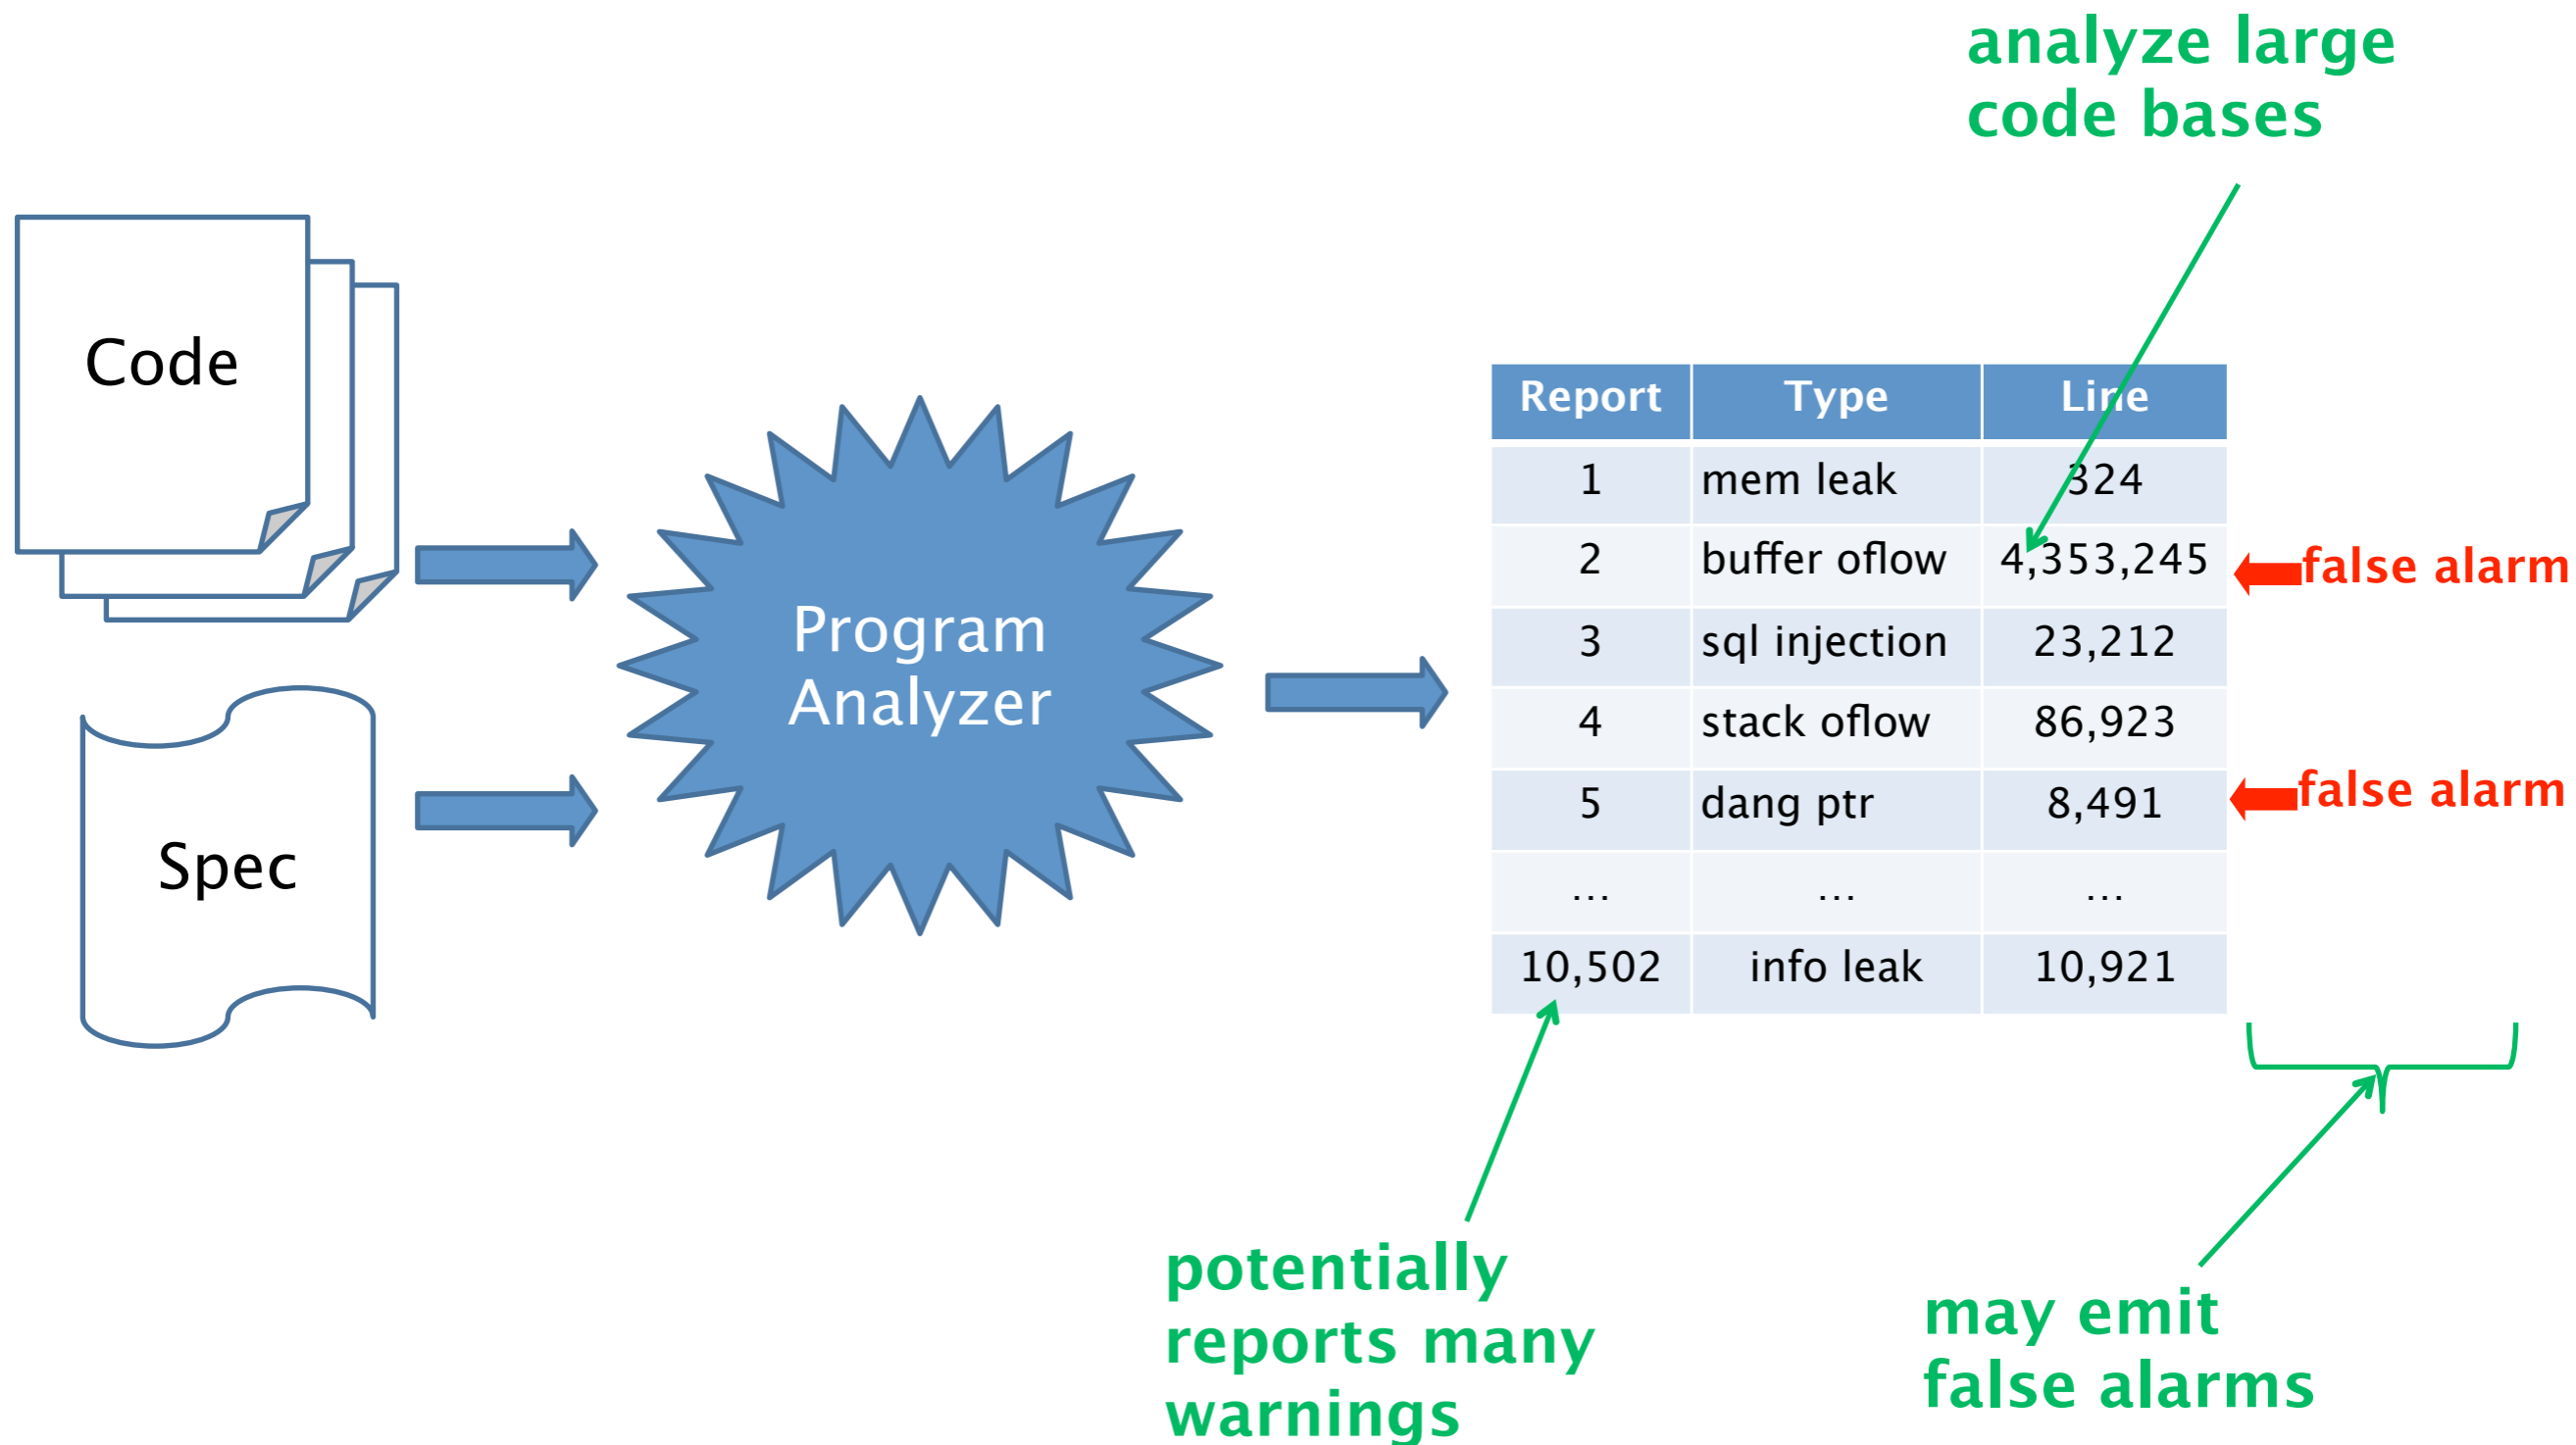 analyze large
code bases
Code
Spec
Program
Analyzer
Report Type Line
1 mem leak 324
2 buffer oflow 4,353,245
false alarm
3 sql injection 23,212
4 stack oflow 86,923
5 dang ptr 8,491
false alarm
... ... ...
10,502 info leak 10,921
potentially
reports many
warnings
may emit
false alarms